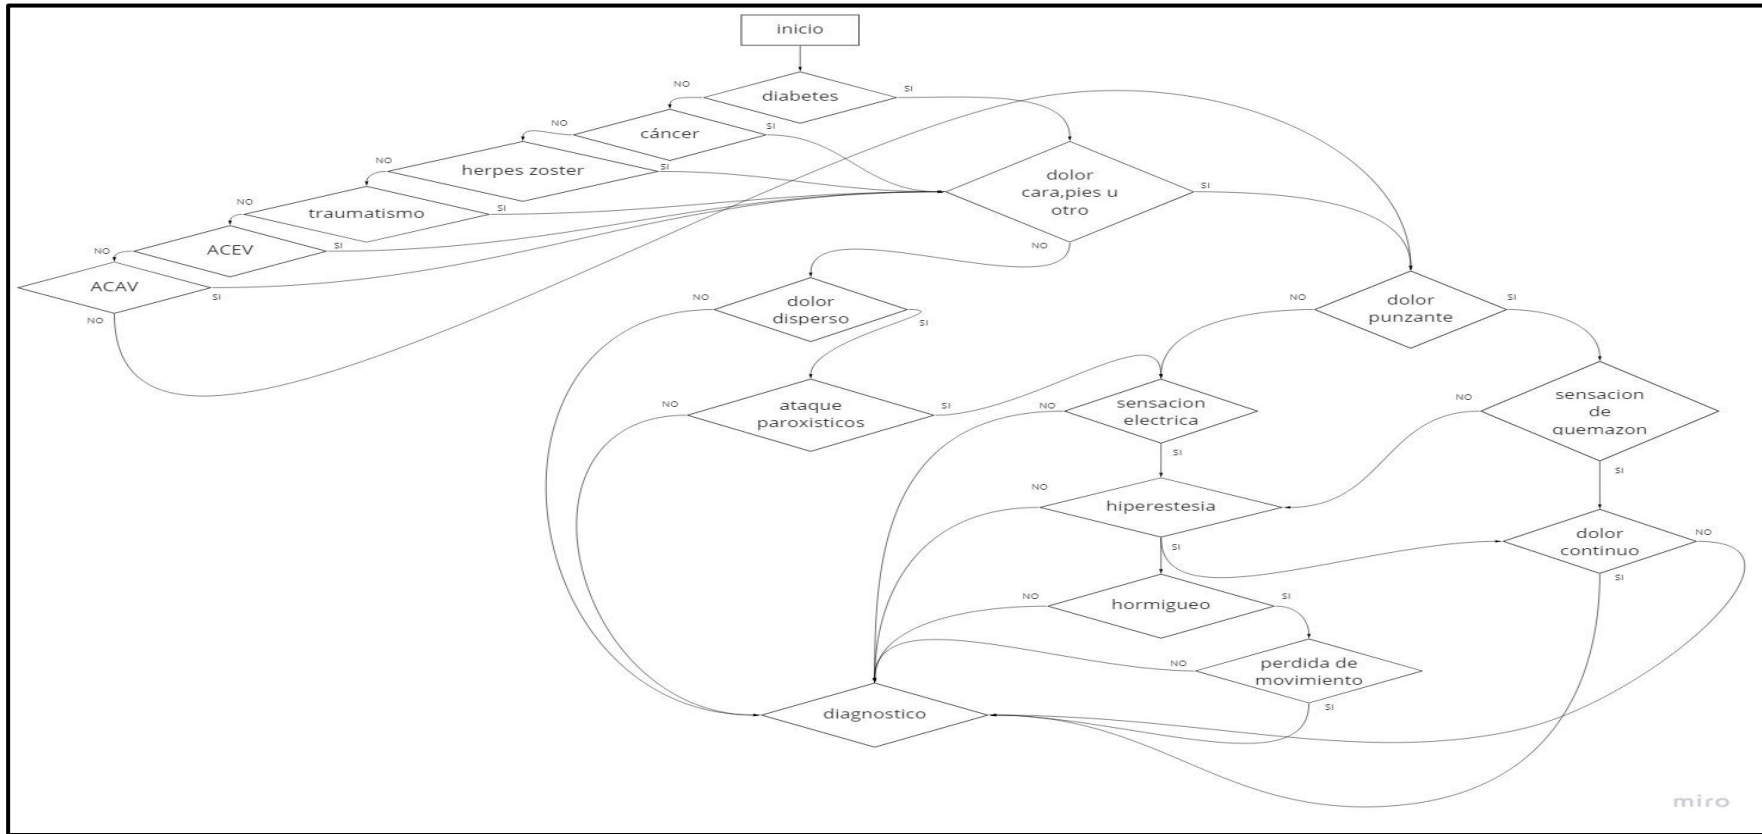 inicio
diabetes
NO
SI
cáncer
NO
SI
herpes zoster
NO
SI
traumatismo
NO
SI
ACEV
NO
SI
ACAV
NO
SI
dolor
cara,pies u
otro
SI
NO
dolor
disperso
NO
SI
dolor
punzante
NO
SI
ataque
paroxisticos
NO
SI
sensacion
electrica
NO
SI
sensacion
de
quemazon
NO
SI
hiperestesia
NO
SI
dolor
continuo
NO
SI
hormigueo
NO
SI
perdida de
movimiento
NO
SI
diagnostico
miro